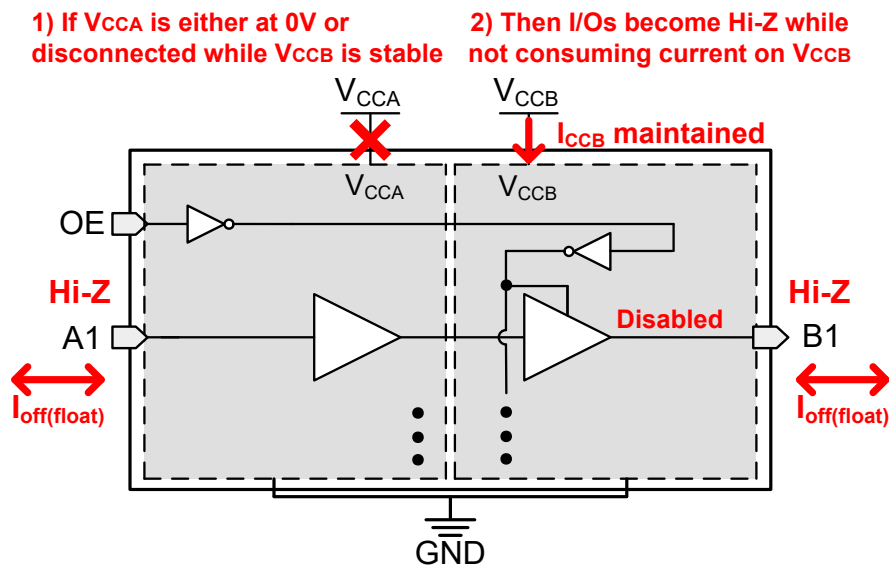 1) If VCCA is either at 0V or
disconnected while VCCB is stable
2) Then I/Os become Hi-Z while
not consuming current on VCCB
VCCA
VCCB
ICCB maintained
VCCA
VCCB
OE
Hi-Z
A1
Ioff(float)
Disabled
Hi-Z
B1
Ioff(float)
GND